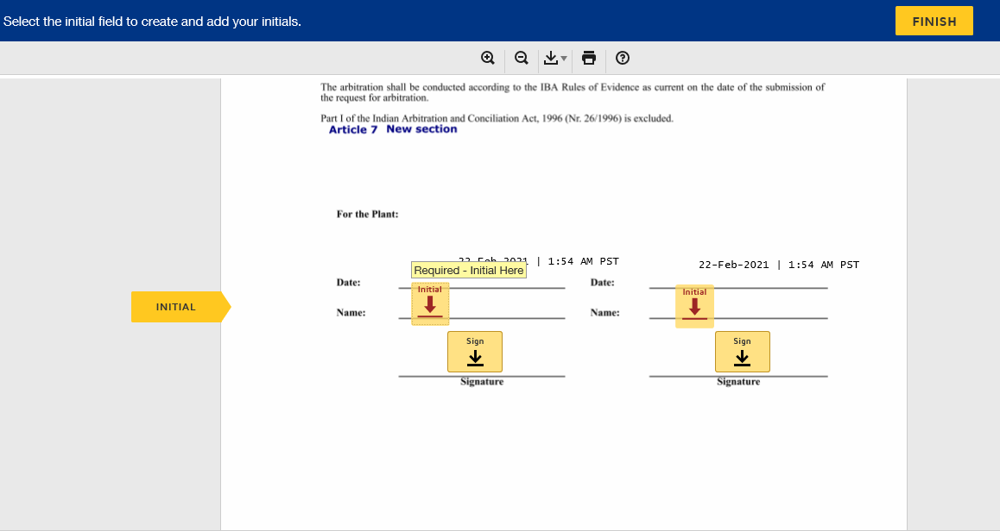 Select the initial field to create and add your initials.
FINISH
The arbitration shall be conducted according to the IBA Rules of Evidence as current on the date of the submission of
the request for arbitration.
Part I of the Indian Arbitration and Conciliation Act, 1996 (Nr. 26/1996) is excluded.
Article 7 New section
For the Plant:
22-Feb-2021 | 1:54 AM PST
22-Feb-2021 | 1:54 AM PST
Required - Initial Here
Date:
Date:
Initial
Initial
INITIAL
Name:
Name:
Sign
Sign
Signature
Signature